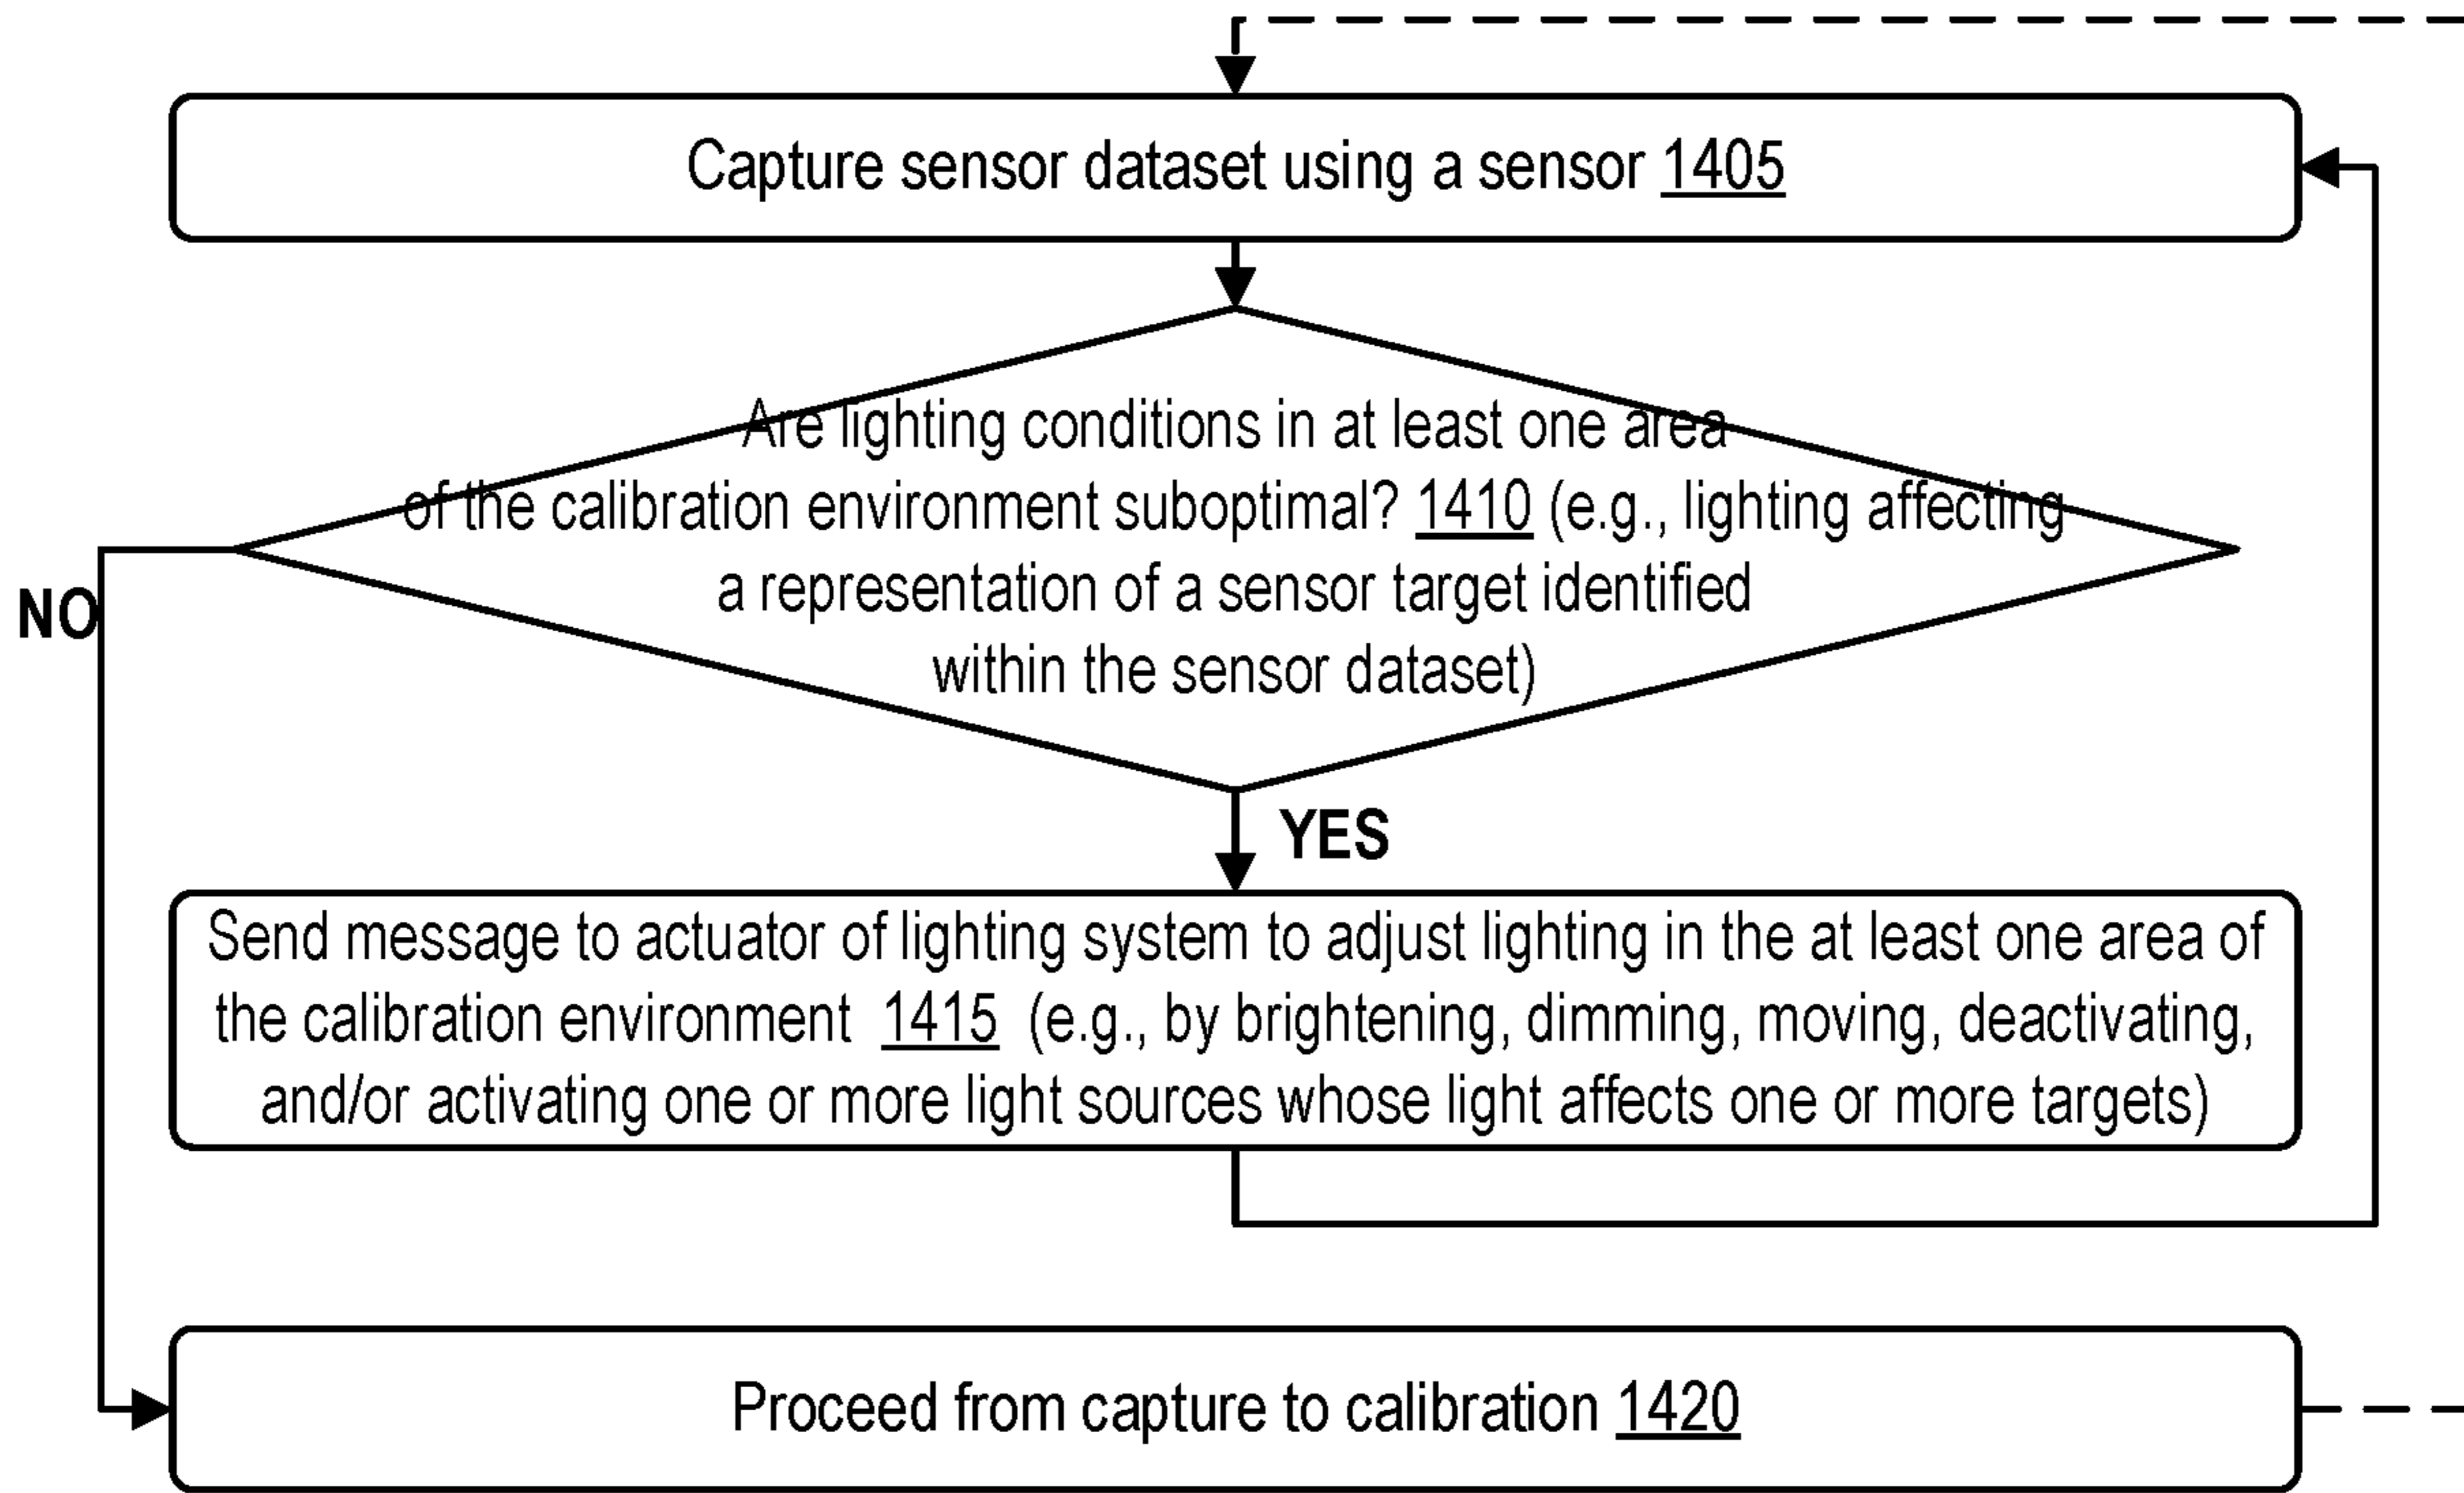 Capture sensor dataset using a sensor 1405
Are lighting conditions in at least one area
of the calibration environment suboptimal? 1410 (e.g., lighting affecting
a representation of a sensor target identified
within the sensor dataset)
NO
YES
Send message to actuator of lighting system to adjust lighting in the at least one area of
the calibration environment 1415 (e.g., by brightening, dimming, moving, deactivating,
and/or activating one or more light sources whose light affects one or more targets)
Proceed from capture to calibration 1420